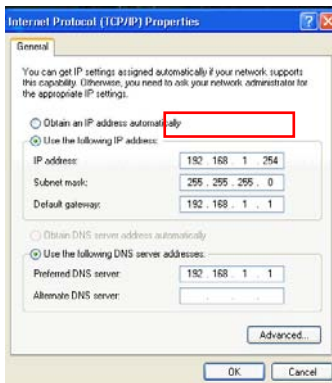 Internet Protocol (TCP/IP) Properties
General
You can get IP settings assigned automatically if your network supports
this capability. Otherwise, you need to ask your network administrator for
the appropriate IP settings.
Obtain an IP address automatically
Use the following IP address:
IP address: 192 . 168 . 1 . 254
Subnet mask: 255 . 255 . 255 . 0
Default gateway: 192 . 168 . 1 . 1
Obtain DNS server address automatically
Use the following DNS server addresses:
Preferred DNS server: 192 . 168 . 1 . 1
Alternate DNS server: . . .
Advanced...
OK Cancel